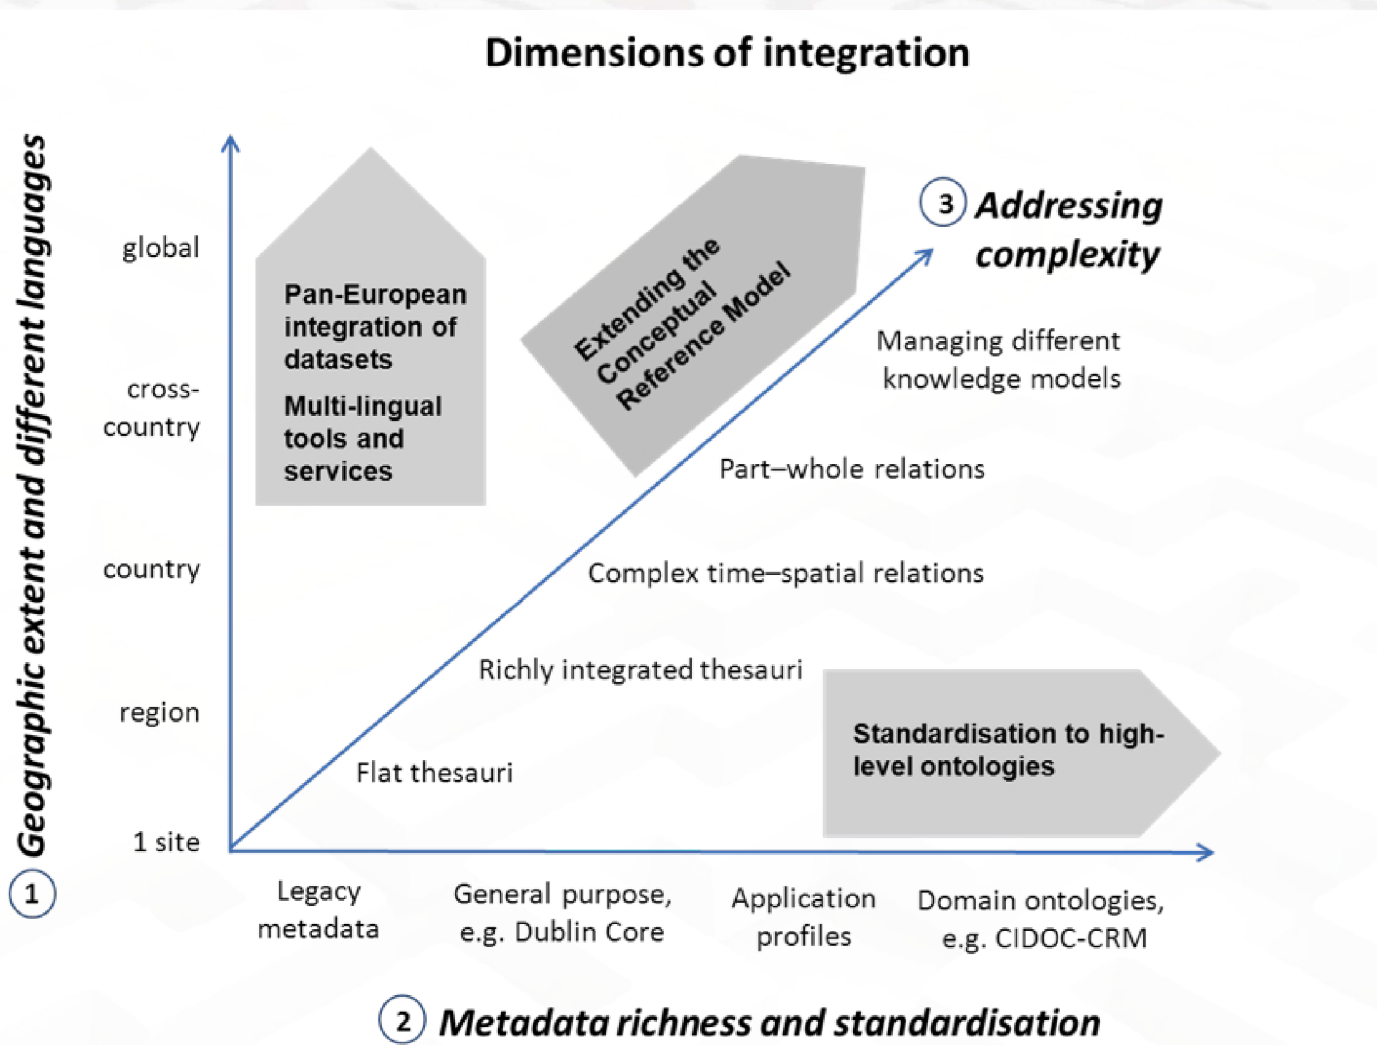 Dimensions of integration
Geographic extent and different languages
1
global
cross-
country
country
region
1 site
Pan-European
integration of
datasets
Multi-lingual
tools and
services
Extending the
Conceptual
Reference Model
3 Addressing
complexity
Managing different
knowledge models
Part–whole relations
Complex time–spatial relations
Richly integrated thesauri
Flat thesauri
Standardisation to high-
level ontologies
Legacy
metadata
General purpose,
e.g. Dublin Core
Application
profiles
Domain ontologies,
e.g. CIDOC-CRM
2 Metadata richness and standardisation